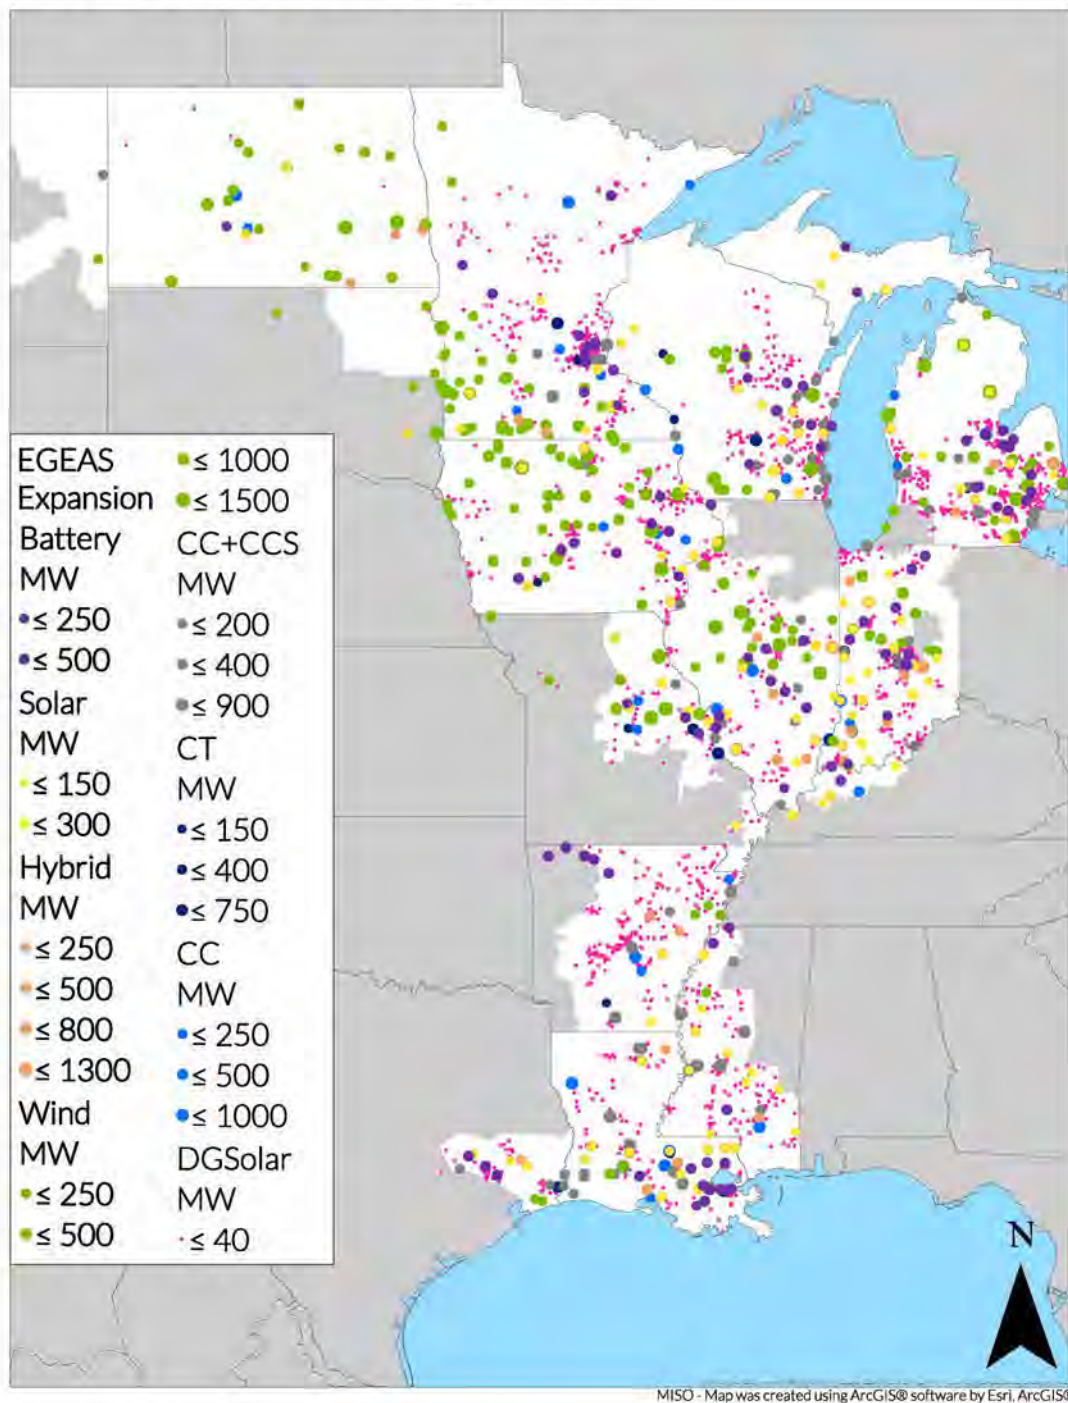 EGEAS
Expansion
Battery
MW
≤ 250
≤ 500
Solar
MW
≤ 150
≤ 300
Hybrid
MW
≤ 250
≤ 500
≤ 800
≤ 1300
Wind
MW
≤ 250
≤ 500
≤ 1000
≤ 1500
CC+CCS
MW
≤ 200
≤ 400
≤ 900
CT
MW
≤ 150
≤ 400
≤ 750
CC
MW
≤ 250
≤ 500
≤ 1000
DGSolar
MW
≤ 40
N
MISO - Map was created using ArcGIS® software by Esri. ArcGIS®